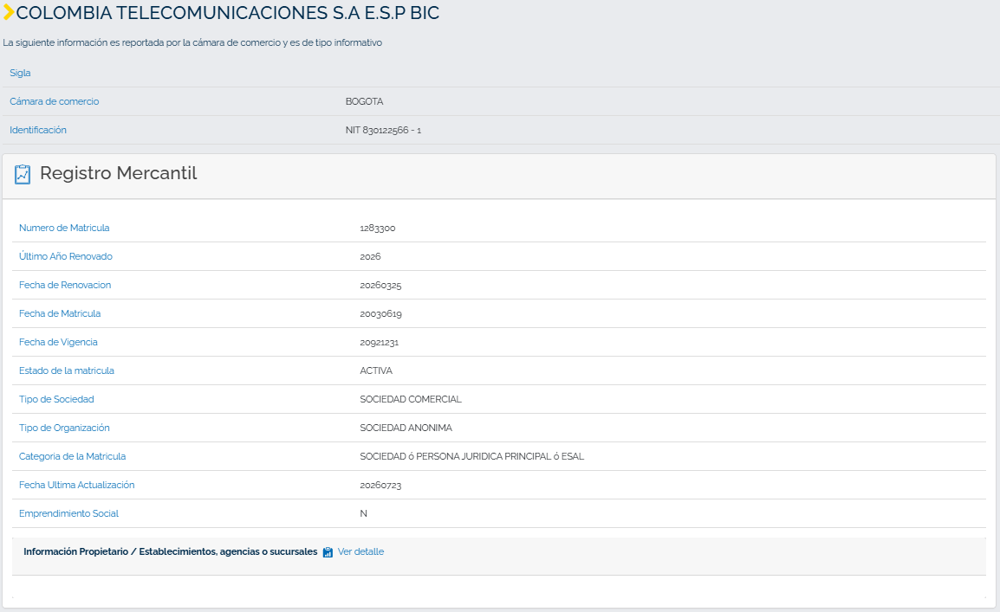 COLOMBIA TELECOMUNICACIONES S.A E.S.P BIC
La siguiente información es reportada por la cámara de comercio y es de tipo informativo
Sigla
Cámara de comercio BOGOTA
Identificación NIT 830122566 - 1
Registro Mercantil
Numero de Matricula 1283300
Último Año Renovado 2026
Fecha de Renovacion 20260325
Fecha de Matricula 20030619
Fecha de Vigencia 20921231
Estado de la matricula ACTIVA
Tipo de Sociedad SOCIEDAD COMERCIAL
Tipo de Organización SOCIEDAD ANONIMA
Categoria de la Matricula SOCIEDAD ó PERSONA JURIDICA PRINCIPAL ó ESAL
Fecha Ultima Actualización 20260723
Emprendimiento Social N
Información Propietario / Establecimientos, agencias o sucursales Ver detalle